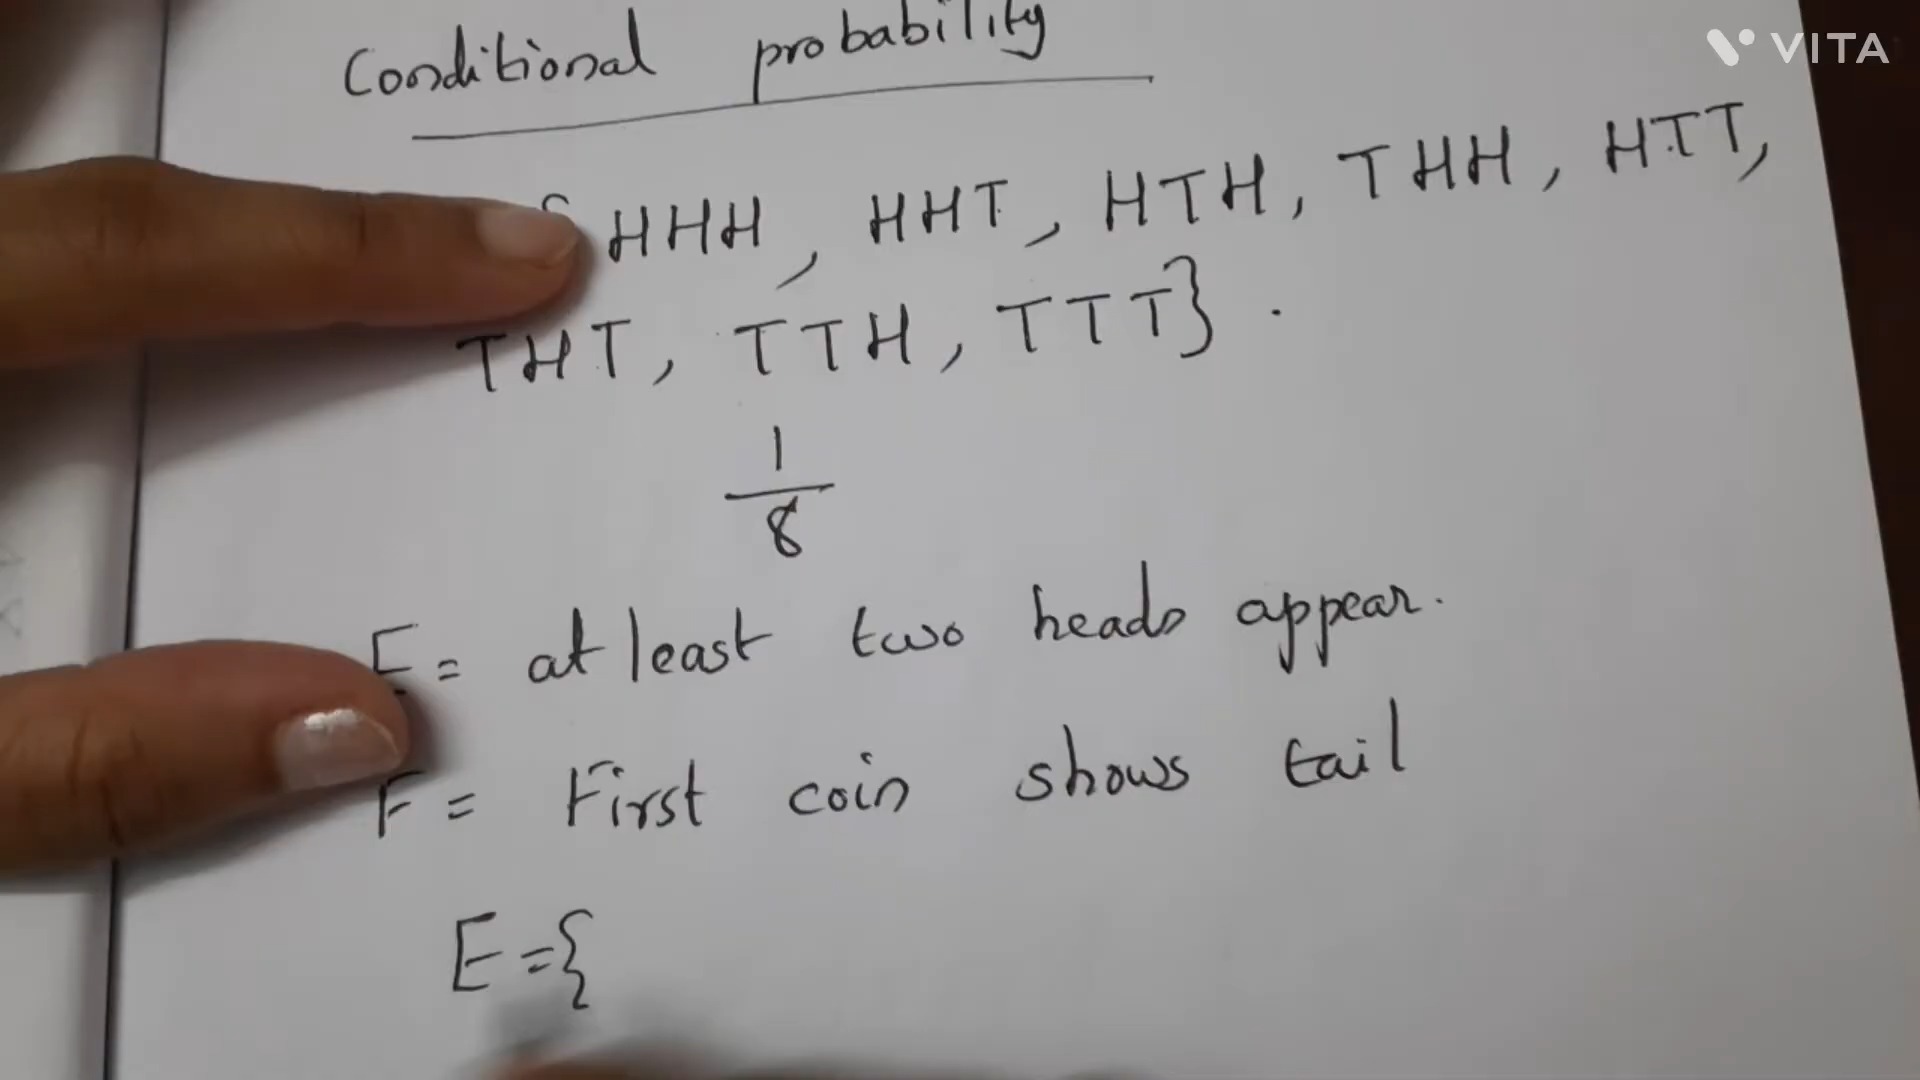 VITA
Conditional probability
{HHH, HHT, HTH, THH, HTT,
THT, TTH, TTT}.
1
8
E = at least two heads appear.
F = First coin shows tail
E={